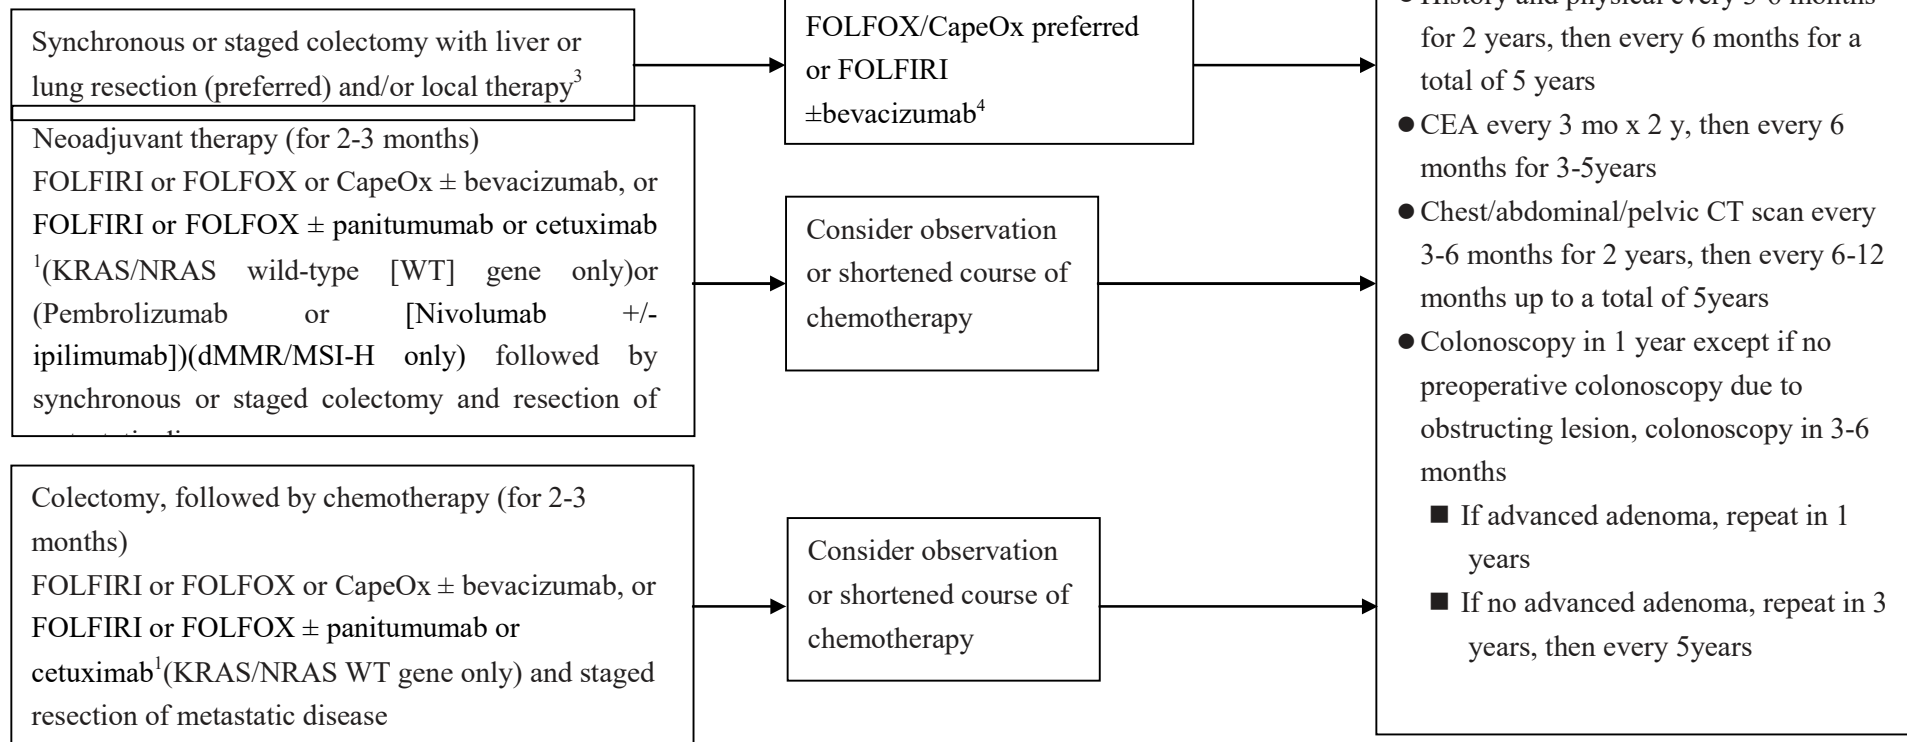 Synchronous or staged colectomy with liver or
lung resection (preferred) and/or local therapy³
Neoadjuvant therapy (for 2-3 months)
FOLFIRI or FOLFOX or CapeOx ± bevacizumab, or
FOLFIRI or FOLFOX ± panitumumab or cetuximab
¹(KRAS/NRAS wild-type [WT] gene only)or
(Pembrolizumab or [Nivolumab +/-
ipilimumab])(dMMR/MSI-H only) followed by
synchronous or staged colectomy and resection of
Colectomy, followed by chemotherapy (for 2-3
months)
FOLFIRI or FOLFOX or CapeOx ± bevacizumab, or
FOLFIRI or FOLFOX ± panitumumab or
cetuximab¹(KRAS/NRAS WT gene only) and staged
resection of metastatic disease
FOLFOX/CapeOx preferred
or FOLFIRI
±bevacizumab⁴
Consider observation
or shortened course of
chemotherapy
Consider observation
or shortened course of
chemotherapy
● History and physical every 3-6 months
for 2 years, then every 6 months for a
total of 5 years
● CEA every 3 mo x 2 y, then every 6
months for 3-5years
● Chest/abdominal/pelvic CT scan every
3-6 months for 2 years, then every 6-12
months up to a total of 5years
● Colonoscopy in 1 year except if no
preoperative colonoscopy due to
obstructing lesion, colonoscopy in 3-6
months
■ If advanced adenoma, repeat in 1
years
■ If no advanced adenoma, repeat in 3
years, then every 5years